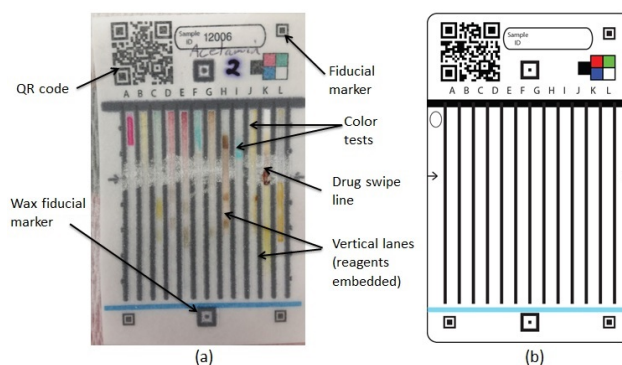 Sample
ID
12006
Acetamin
2
A B C D E F G H I J K L
QR code
Fiducial
marker
Color
tests
Drug swipe
line
Wax fiducial
marker
Vertical lanes
(reagents
embedded)
(a)
Sample
ID
A B C D E F G H I J K L
(b)